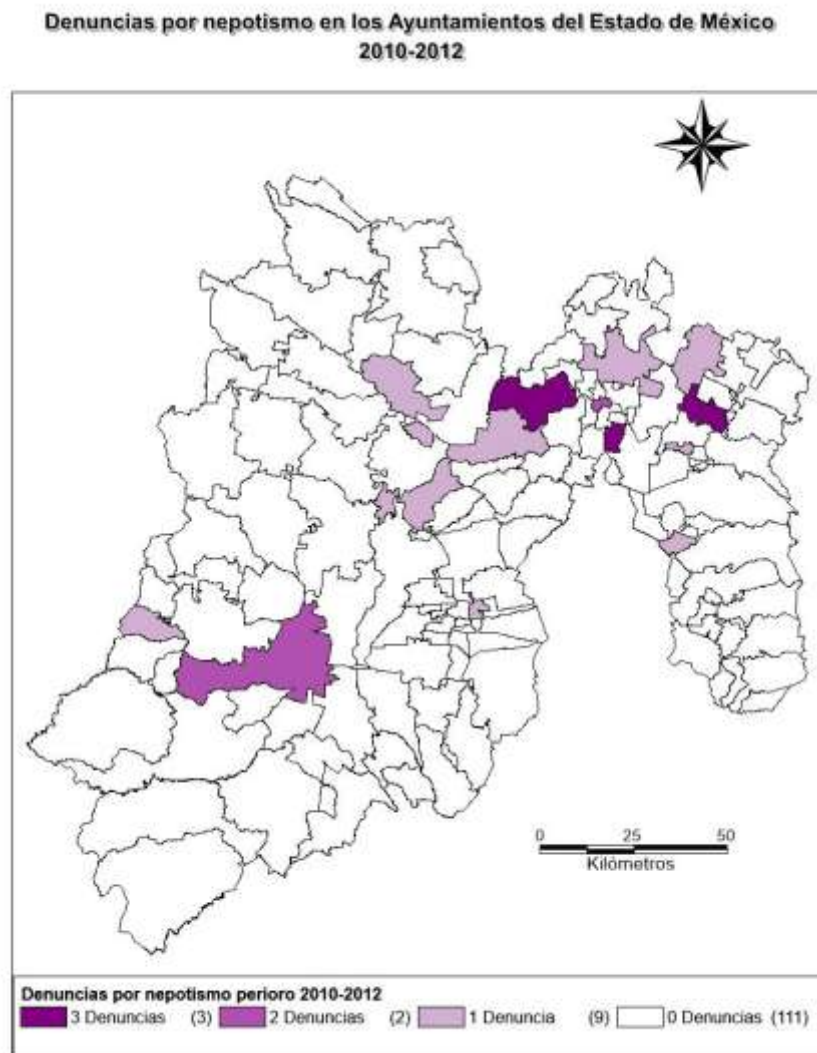 Denuncias por nepotismo en los Ayuntamientos del Estado de México
2010-2012
0 25 50
Kilómetros
Denuncias por nepotismo perioro 2010-2012
3 Denuncias (3) 2 Denuncias (2) 1 Denuncia (9) 0 Denuncias (111)